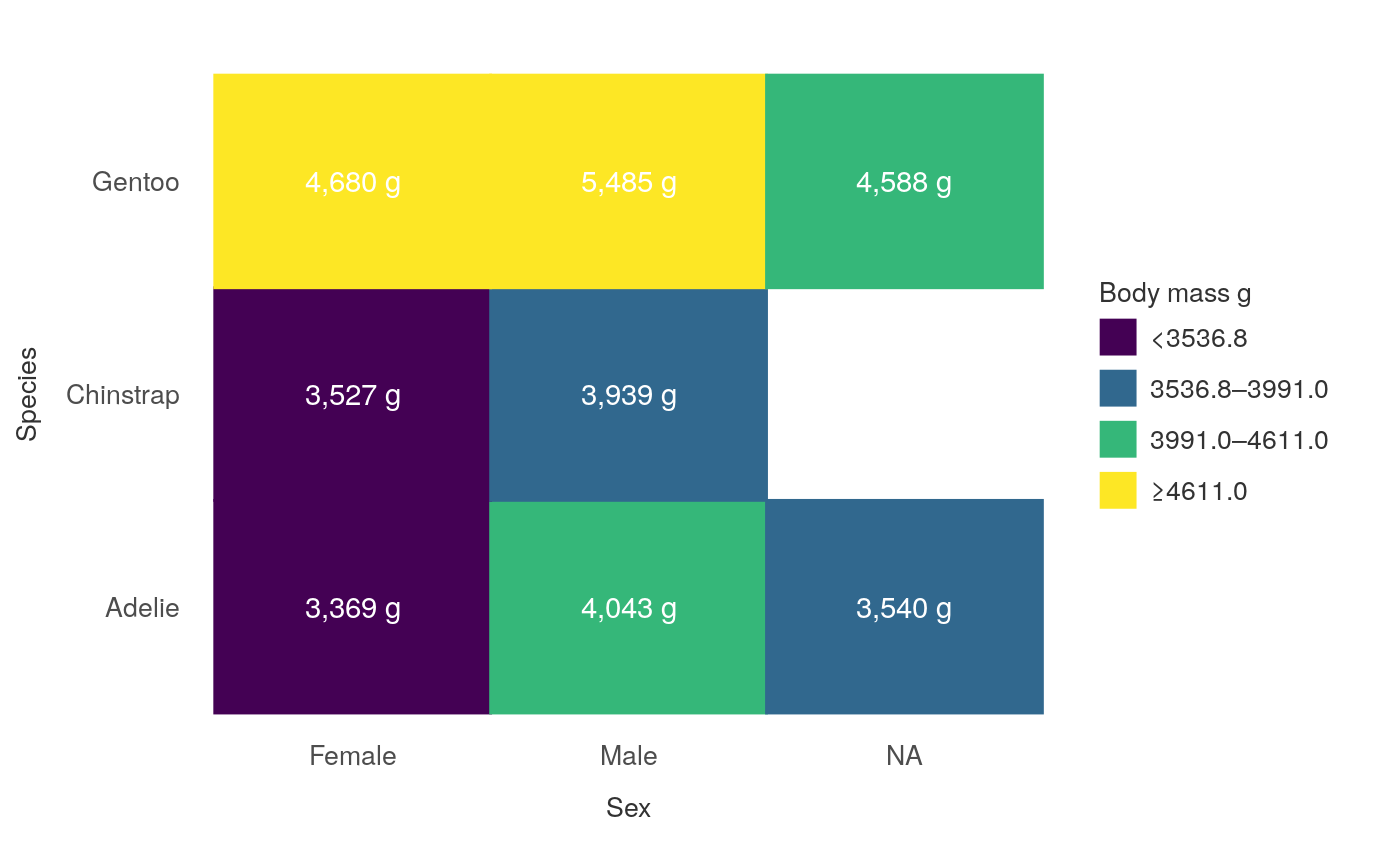 Gentoo
4,680 g
5,485 g
4,588 g
Species
Chinstrap
3,527 g
3,939 g
Adelie
3,369 g
4,043 g
3,540 g
Female
Male
NA
Sex
Body mass g
<3536.8
3536.8–3991.0
3991.0–4611.0
≥4611.0